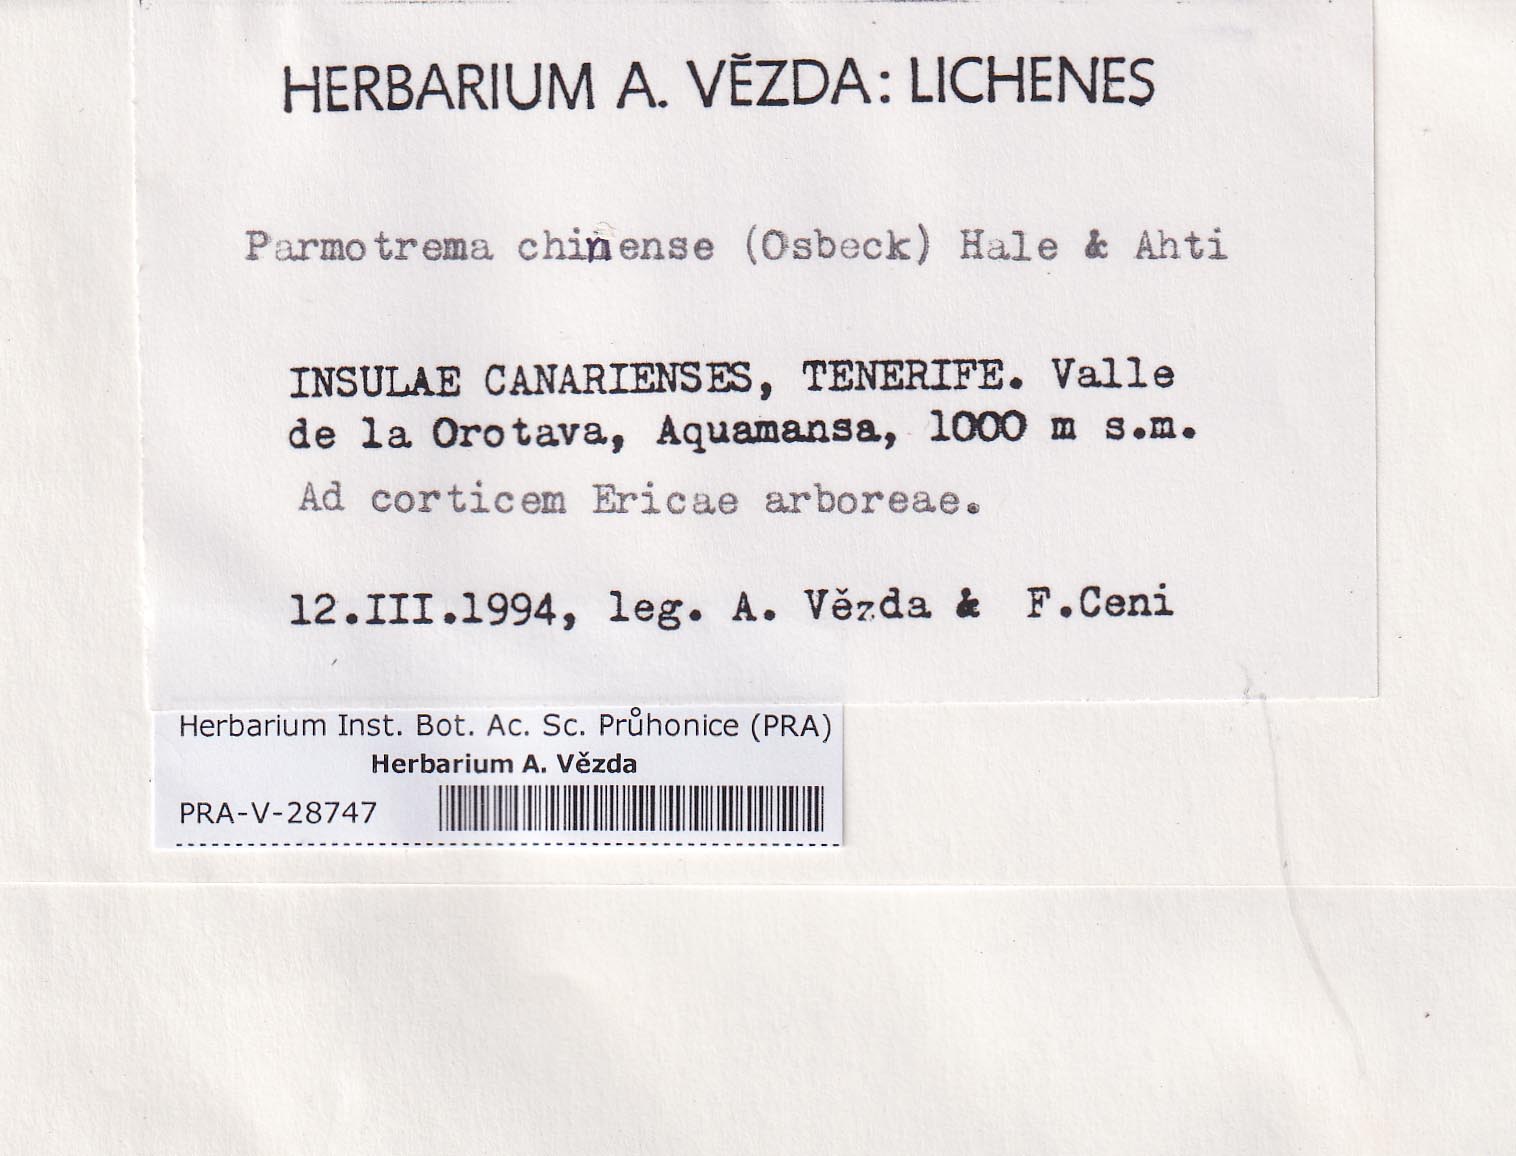 HERBARIUM A. VĚZDA: LICHENES
Parmotrema chinense (Osbeck) Hale & Ahti
INSULAE CANARIENSES, TENERIFE. Valle
de la Orotava, Aquamansa, 1000 m s.m.
Ad corticem Ericae arboreae.
12.III.1994, leg. A. Vězda & F.Ceni
Herbarium Inst. Bot. Ac. Sc. Průhonice (PRA)
Herbarium A. Vězda
PRA-V-28747